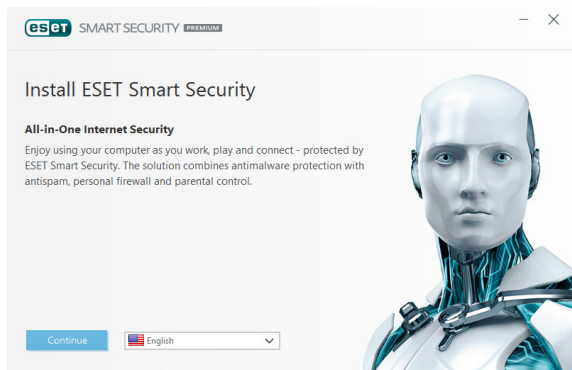 eset SMART SECURITY PREMIUM
Install ESET Smart Security
All-in-One Internet Security
Enjoy using your computer as you work, play and connect - protected by
ESET Smart Security. The solution combines antimalware protection with
antispam, personal firewall and parental control.
Continue
English